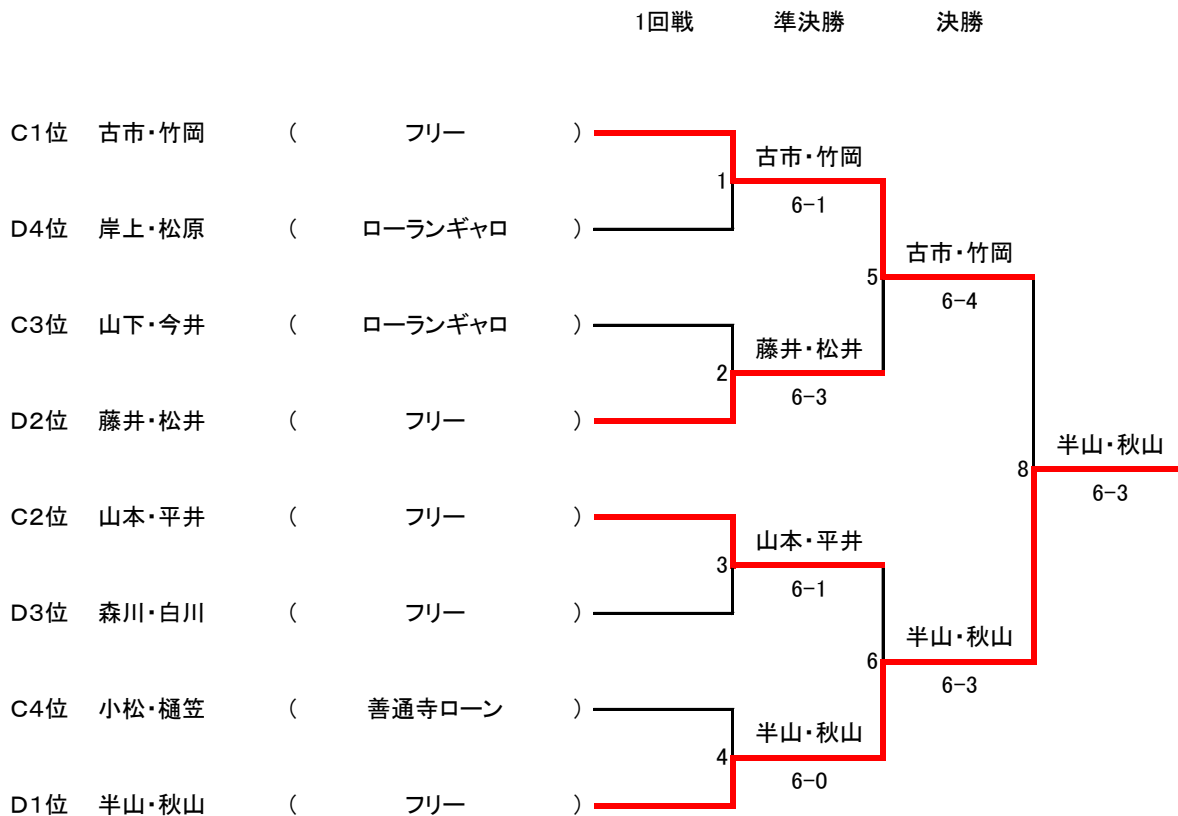 1回戦 準決勝 決勝
C1位 古市・竹岡 ( フリー )
古市・竹岡
1
6-1
D4位 岸上・松原 ( ローランギャロ )
古市・竹岡
5
6-4
C3位 山下・今井 ( ローランギャロ )
藤井・松井
2
6-3
D2位 藤井・松井 ( フリー )
半山・秋山
8
6-3
C2位 山本・平井 ( フリー )
山本・平井
3
6-1
D3位 森川・白川 ( フリー )
半山・秋山
6
6-3
C4位 小松・樋笠 ( 善通寺ローン )
半山・秋山
4
6-0
D1位 半山・秋山 ( フリー )